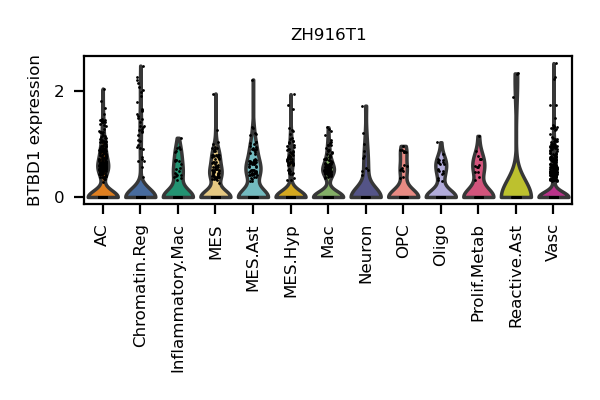 ZH916T1
BTBD1 expression
2
0
AC
Chromatin.Reg
Inflammatory.Mac
MES
MES.Ast
MES.Hyp
Mac
Neuron
OPC
Oligo
Prolif.Metab
Reactive.Ast
Vasc